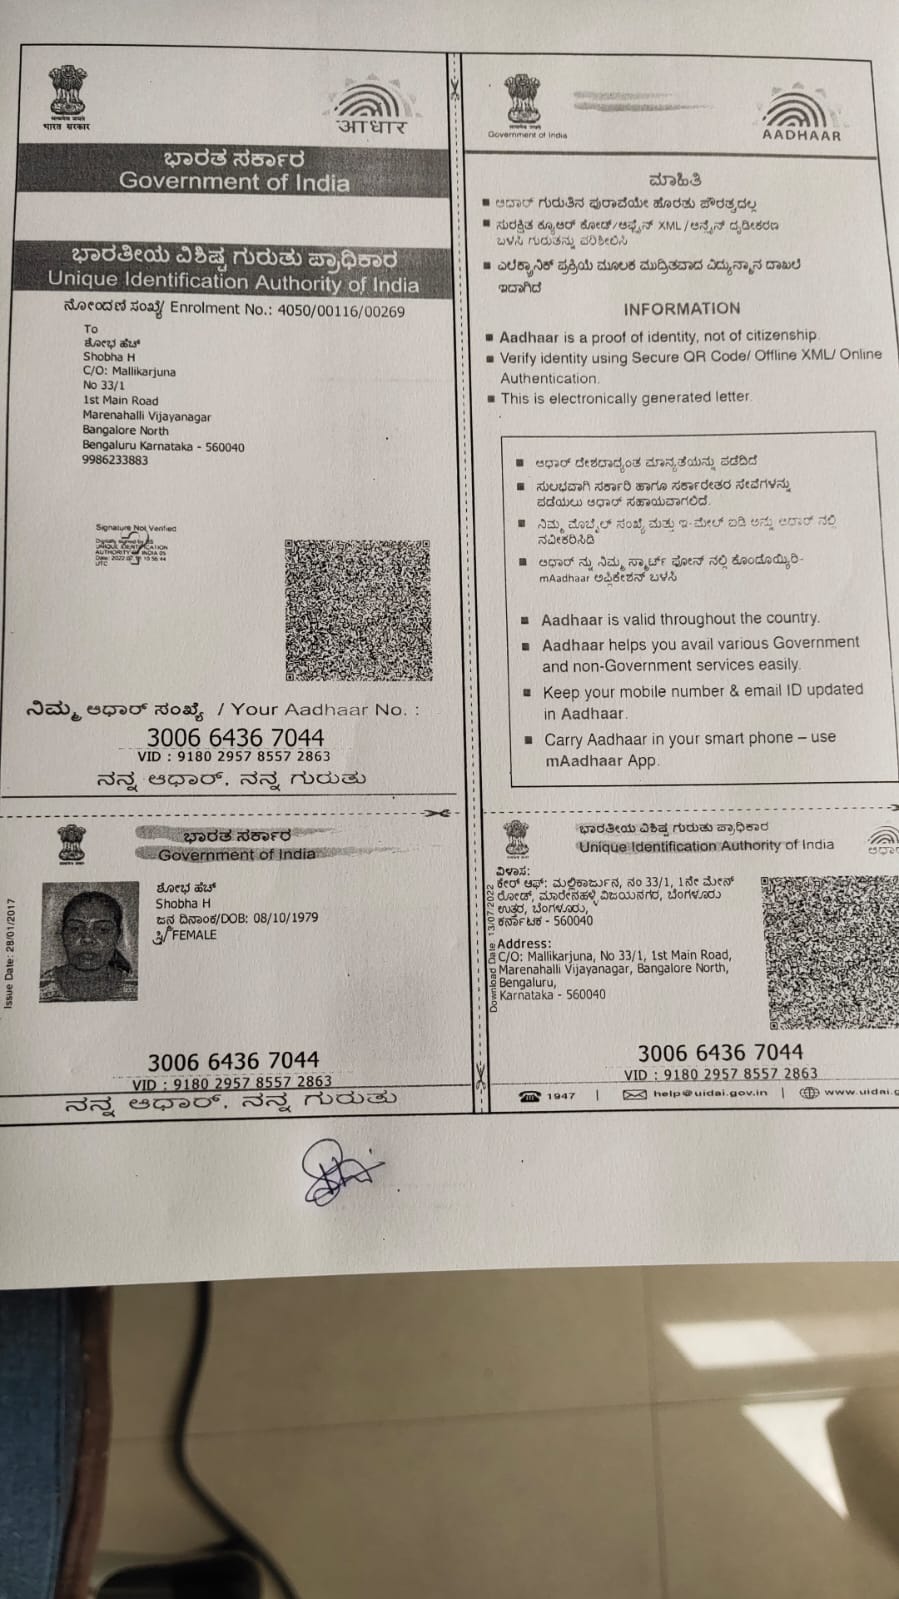 भारत सरकार
आधार
ಭಾರತ ಸರ್ಕಾರ
Government of India
ಭಾರತೀಯ ವಿಶಿಷ್ಟ ಗುರುತು ಪ್ರಾಧಿಕಾರ
Unique Identification Authority of India
ನೋಂದಣಿ ಸಂಖ್ಯೆ/ Enrolment No.: 4050/00116/00269
To
ಶೋಭ ಹೆಚ್
Shobha H
C/O: Mallikarjuna
No 33/1
1st Main Road
Marenahalli Vijayanagar
Bangalore North
Bengaluru Karnataka - 560040
9986233883
Signature Not Verified
ನಿಮ್ಮ ಆಧಾರ್ ಸಂಖ್ಯೆ / Your Aadhaar No. :
3006 6436 7044
VID : 9180 2957 8557 2863
ನನ್ನ ಆಧಾರ್, ನನ್ನ ಗುರುತು
Government of India
AADHAAR
ಮಾಹಿತಿ
■ ಆಧಾರ್ ಗುರುತಿನ ಪುರಾವೆಯೇ ಹೊರತು ಪೌರತ್ವದಲ್ಲ
■ ಸುರಕ್ಷಿತ ಕ್ಯೂಆರ್ ಕೋಡ್/ಆಫ್ಲೈನ್ XML/ಆನ್ಲೈನ್ ದೃಢೀಕರಣ
ಬಳಸಿ ಗುರುತನ್ನು ಪರಿಶೀಲಿಸಿ
■ ಎಲೆಕ್ಟ್ರಾನಿಕ್ ಪ್ರಕ್ರಿಯೆ ಮೂಲಕ ಮುದ್ರಿತವಾದ ವಿದ್ಯುನ್ಮಾನ ದಾಖಲೆ
ಇದಾಗಿದೆ
INFORMATION
■ Aadhaar is a proof of identity, not of citizenship.
■ Verify identity using Secure QR Code/ Offline XML/ Online
Authentication.
■ This is electronically generated letter.
■ ಆಧಾರ್ ದೇಶದಾದ್ಯಂತ ಮಾನ್ಯತೆಯನ್ನು ಪಡೆದಿದೆ
■ ಸುಲಭವಾಗಿ ಸರ್ಕಾರಿ ಹಾಗೂ ಸರ್ಕಾರೇತರ ಸೇವೆಗಳನ್ನು
ಪಡೆಯಲು ಆಧಾರ್ ಸಹಾಯವಾಗಲಿದೆ.
■ ನಿಮ್ಮ ಮೊಬೈಲ್ ಸಂಖ್ಯೆ ಮತ್ತು ಇ-ಮೇಲ್ ಐಡಿ ಅನ್ನು ಆಧಾರ್ ನಲ್ಲಿ
ನವೀಕರಿಸಿಡಿ
■ ಆಧಾರ್ ನ್ನು ನಿಮ್ಮ ಸ್ಮಾರ್ಟ್ ಫೋನ್ ನಲ್ಲಿ ಕೊಂಡೊಯ್ಯಿರಿ-
mAadhaar ಅಪ್ಲಿಕೇಶನ್ ಬಳಸಿ
■ Aadhaar is valid throughout the country.
■ Aadhaar helps you avail various Government
and non-Government services easily.
■ Keep your mobile number & email ID updated
in Aadhaar.
■ Carry Aadhaar in your smart phone – use
mAadhaar App.
ಭಾರತ ಸರ್ಕಾರ
Government of India
Issue Date: 28/01/2017
ಶೋಭ ಹೆಚ್
Shobha H
ಜನ್ಮ ದಿನಾಂಕ/DOB: 08/10/1979
ಸ್ತ್ರೀ/ FEMALE
3006 6436 7044
VID : 9180 2957 8557 2863
ನನ್ನ ಆಧಾರ್, ನನ್ನ ಗುರುತು
ಭಾರತೀಯ ವಿಶಿಷ್ಟ ಗುರುತು ಪ್ರಾಧಿಕಾರ
Unique Identification Authority of India
Download Date: 13/07/2022
ವಿಳಾಸ:
ಕೇರ್ ಆಫ್: ಮಲ್ಲಿಕಾರ್ಜುನ, ನಂ 33/1, 1ನೇ ಮೇನ್
ರೋಡ್, ಮಾರೇನಹಳ್ಳಿ ವಿಜಯನಗರ, ಬೆಂಗಳೂರು
ಉತ್ತರ, ಬೆಂಗಳೂರು,
ಕರ್ನಾಟಕ - 560040
Address:
C/O: Mallikarjuna, No 33/1, 1st Main Road,
Marenahalli Vijayanagar, Bangalore North,
Bengaluru,
Karnataka - 560040
3006 6436 7044
VID : 9180 2957 8557 2863
1947 | help@uidai.gov.in | www.uidai.g